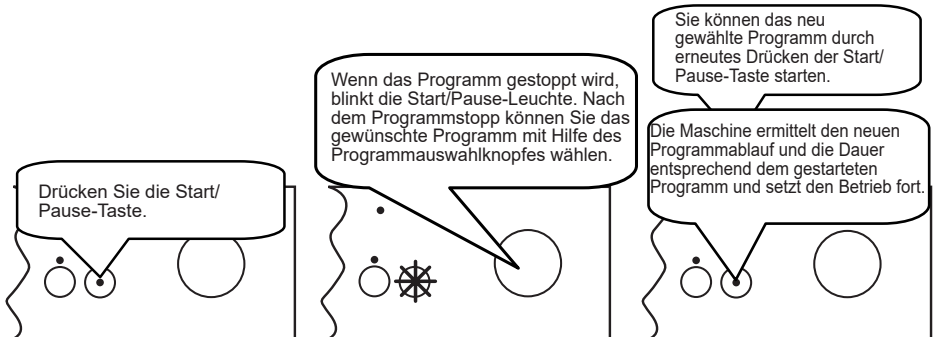 Drücken Sie die Start/
Pause-Taste.
Wenn das Programm gestoppt wird,
blinkt die Start/Pause-Leuchte. Nach
dem Programmstopp können Sie das
gewünschte Programm mit Hilfe des
Programmauswahlknopfes wählen.
Sie können das neu
gewählte Programm durch
erneutes Drücken der Start/
Pause-Taste starten.
Die Maschine ermittelt den neuen
Programmablauf und die Dauer
entsprechend dem gestarteten
Programm und setzt den Betrieb fort.